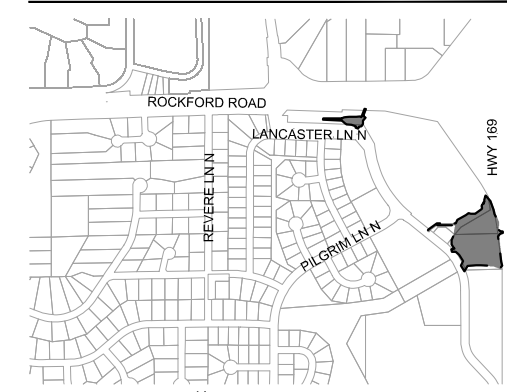 ROCKFORD ROAD
LANCASTER LN N
HWY 169
REVERE LN N
PILGRIM LN N